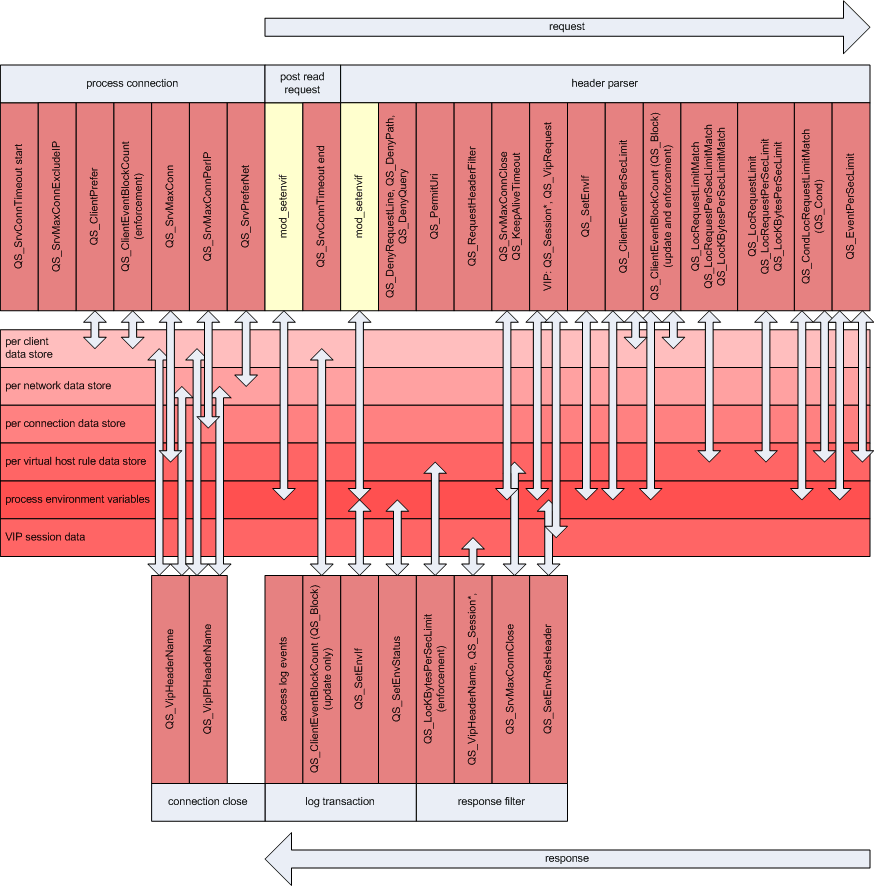 request
process connection
post read
request
header parser
QS_SrvConnTimeout start
QS_SrvMaxConnExcludeIP
QS_ClientPrefer
QS_ClientEventBlockCount
(enforcement)
QS_SrvMaxConn
QS_SrvMaxConnPerIP
QS_SrvPreferNet
mod_setenvif
QS_SrvConnTimeout end
mod_setenvif
QS_DenyRequestLine, QS_DenyPath,
QS_DenyQuery
QS_PermitUri
QS_RequestHeaderFilter
QS_SrvMaxConnClose
QS_KeepAliveTimeout
VIP: QS_Session*, QS_VipRequest
QS_SetEnvIf
QS_ClientEventPerSecLimit
QS_ClientEventBlockCount (QS_Block)
(update and enforcement)
QS_LocRequestLimitMatch
QS_LocRequestPerSecLimitMatch
QS_LocKBytesPerSecLimitMatch
QS_LocRequestLimit
QS_LocRequestPerSecLimit
QS_LocKBytesPerSecLimit
QS_CondLocRequestLimitMatch
(QS_Cond)
QS_EventPerSecLimit
per client
data store
per network data store
per connection data store
per virtual host rule data store
process environment variables
VIP session data
QS_VipHeaderName
QS_VipIPHeaderName
access log events
QS_ClientEventBlockCount (QS_Block)
(update only)
QS_SetEnvIf
QS_SetEnvStatus
QS_LocKBytesPerSecLimit
(enforcement)
QS_VipHeaderName, QS_Session*,
QS_SrvMaxConnClose
QS_SetEnvResHeader
connection close
log transaction
response filter
response